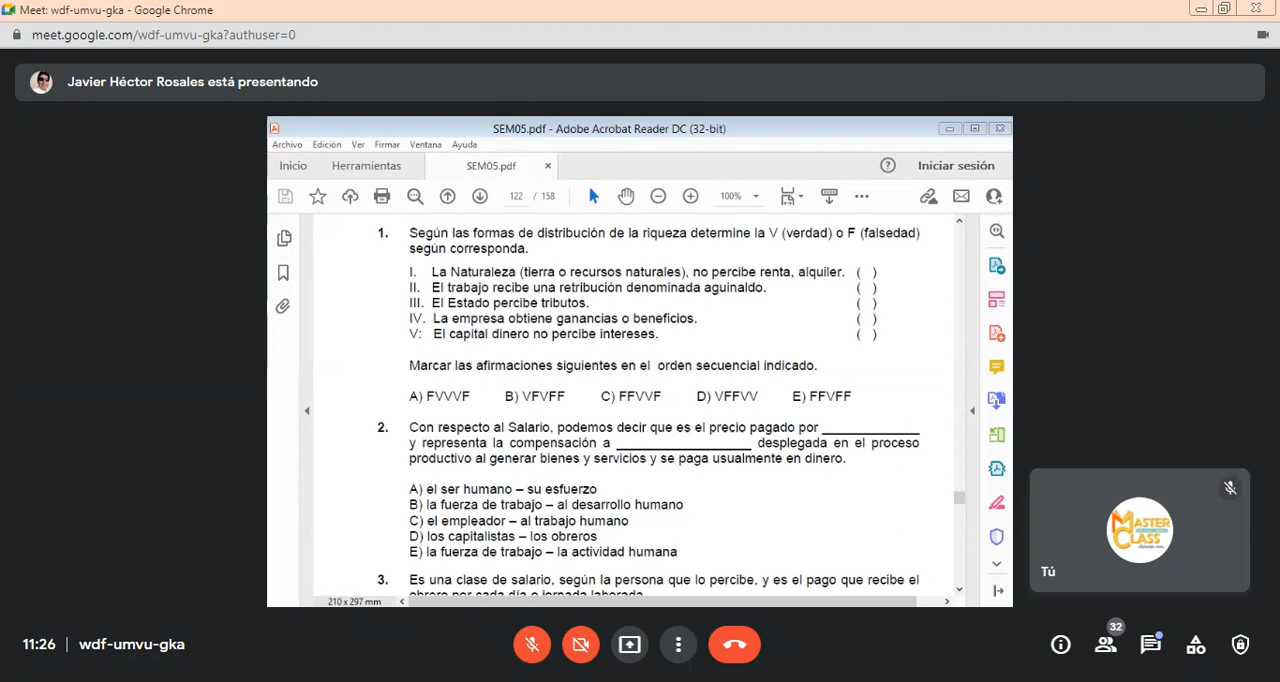 Meet: wdf-umvu-gka - Google Chrome
meet.google.com/wdf-umvu-gka?authuser=0
Javier Héctor Rosales está presentando
SEM05.pdf - Adobe Acrobat Reader DC (32-bit)
Archivo Edición Ver Firmar Ventana Ayuda
Inicio Herramientas SEM05.pdf × ? Iniciar sesión
122 / 158 100%
1. Según las formas de distribución de la riqueza determine la V (verdad) o F (falsedad)
según corresponda.
I. La Naturaleza (tierra o recursos naturales), no percibe renta, alquiler. ( )
II. El trabajo recibe una retribución denominada aguinaldo. ( )
III. El Estado percibe tributos. ( )
IV. La empresa obtiene ganancias o beneficios. ( )
V: El capital dinero no percibe intereses. ( )
Marcar las afirmaciones siguientes en el orden secuencial indicado.
A) FVVVF B) VFVFF C) FFVVF D) VFFVV E) FFVFF
2. Con respecto al Salario, podemos decir que es el precio pagado por ____________
y representa la compensación a ________________ desplegada en el proceso
productivo al generar bienes y servicios y se paga usualmente en dinero.
A) el ser humano – su esfuerzo
B) la fuerza de trabajo – al desarrollo humano
C) el empleador – al trabajo humano
D) los capitalistas – los obreros
E) la fuerza de trabajo – la actividad humana
3. Es una clase de salario, según la persona que lo percibe, y es el pago que recibe el
obrero por cada día o jornada laborada.
210 x 297 mm
MASTER
CLASS
Tú
11:26 | wdf-umvu-gka
32